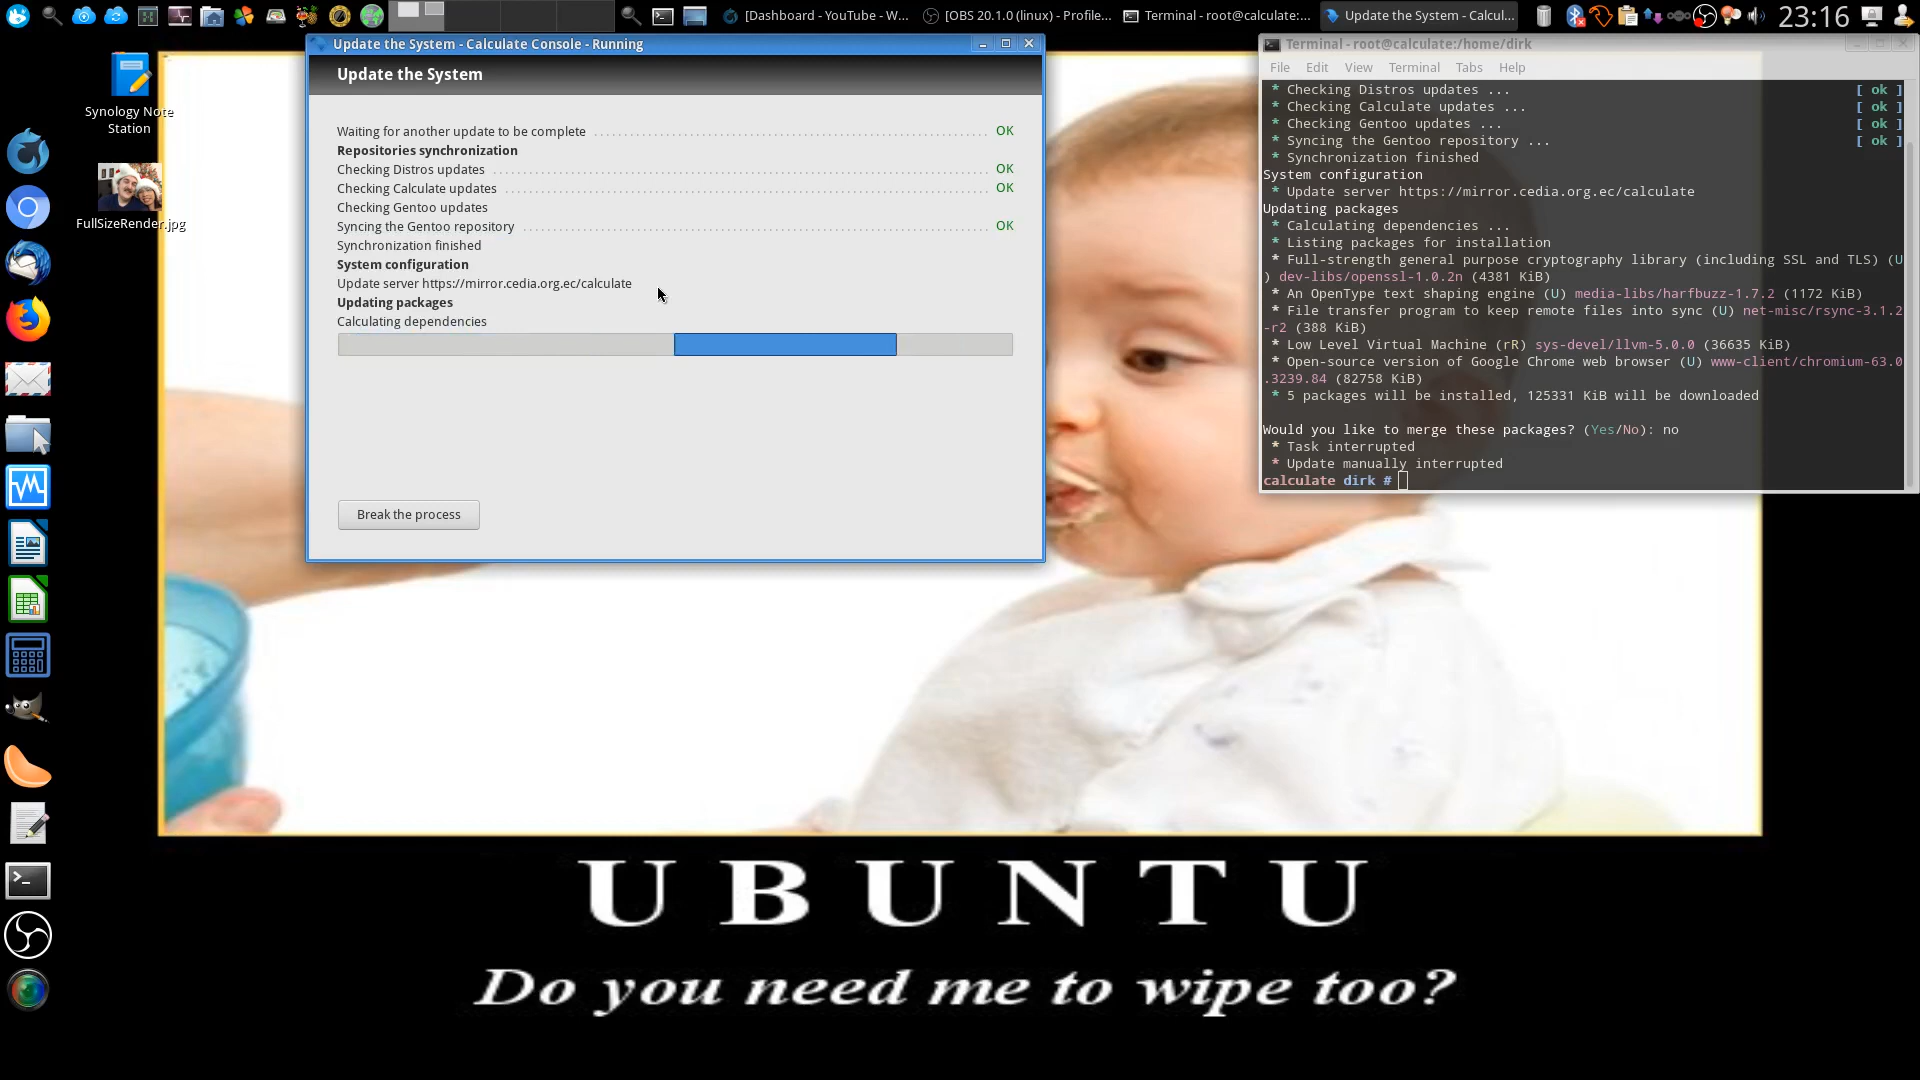 [Dashboard - YouTube - W...
[OBS 20.1.0 (linux) - Profile...
Terminal - root@calculate:...
Update the System - Calcul...
23:16
Synology Note
Station
FullSizeRender.jpg
Update the System - Calculate Console - Running
Update the System
Waiting for another update to be complete OK
Repositories synchronization
Checking Distros updates OK
Checking Calculate updates OK
Checking Gentoo updates
Syncing the Gentoo repository OK
Synchronization finished
System configuration
Update server https://mirror.cedia.org.ec/calculate
Updating packages
Calculating dependencies
Break the process
Terminal - root@calculate:/home/dirk
File Edit View Terminal Tabs Help
* Checking Distros updates ... [ ok ]
* Checking Calculate updates ... [ ok ]
* Checking Gentoo updates ... [ ok ]
* Syncing the Gentoo repository ... [ ok ]
* Synchronization finished
System configuration
* Update server https://mirror.cedia.org.ec/calculate
Updating packages
* Calculating dependencies ...
* Listing packages for installation
* Full-strength general purpose cryptography library (including SSL and TLS) (U
) dev-libs/openssl-1.0.2n (4381 KiB)
* An OpenType text shaping engine (U) media-libs/harfbuzz-1.7.2 (1172 KiB)
* File transfer program to keep remote files into sync (U) net-misc/rsync-3.1.2
-r2 (388 KiB)
* Low Level Virtual Machine (rR) sys-devel/llvm-5.0.0 (36635 KiB)
* Open-source version of Google Chrome web browser (U) www-client/chromium-63.0
.3239.84 (82758 KiB)
* 5 packages will be installed, 125331 KiB will be downloaded
Would you like to merge these packages? (Yes/No): no
* Task interrupted
* Update manually interrupted
calculate dirk #
UBUNTU
Do you need me to wipe too?